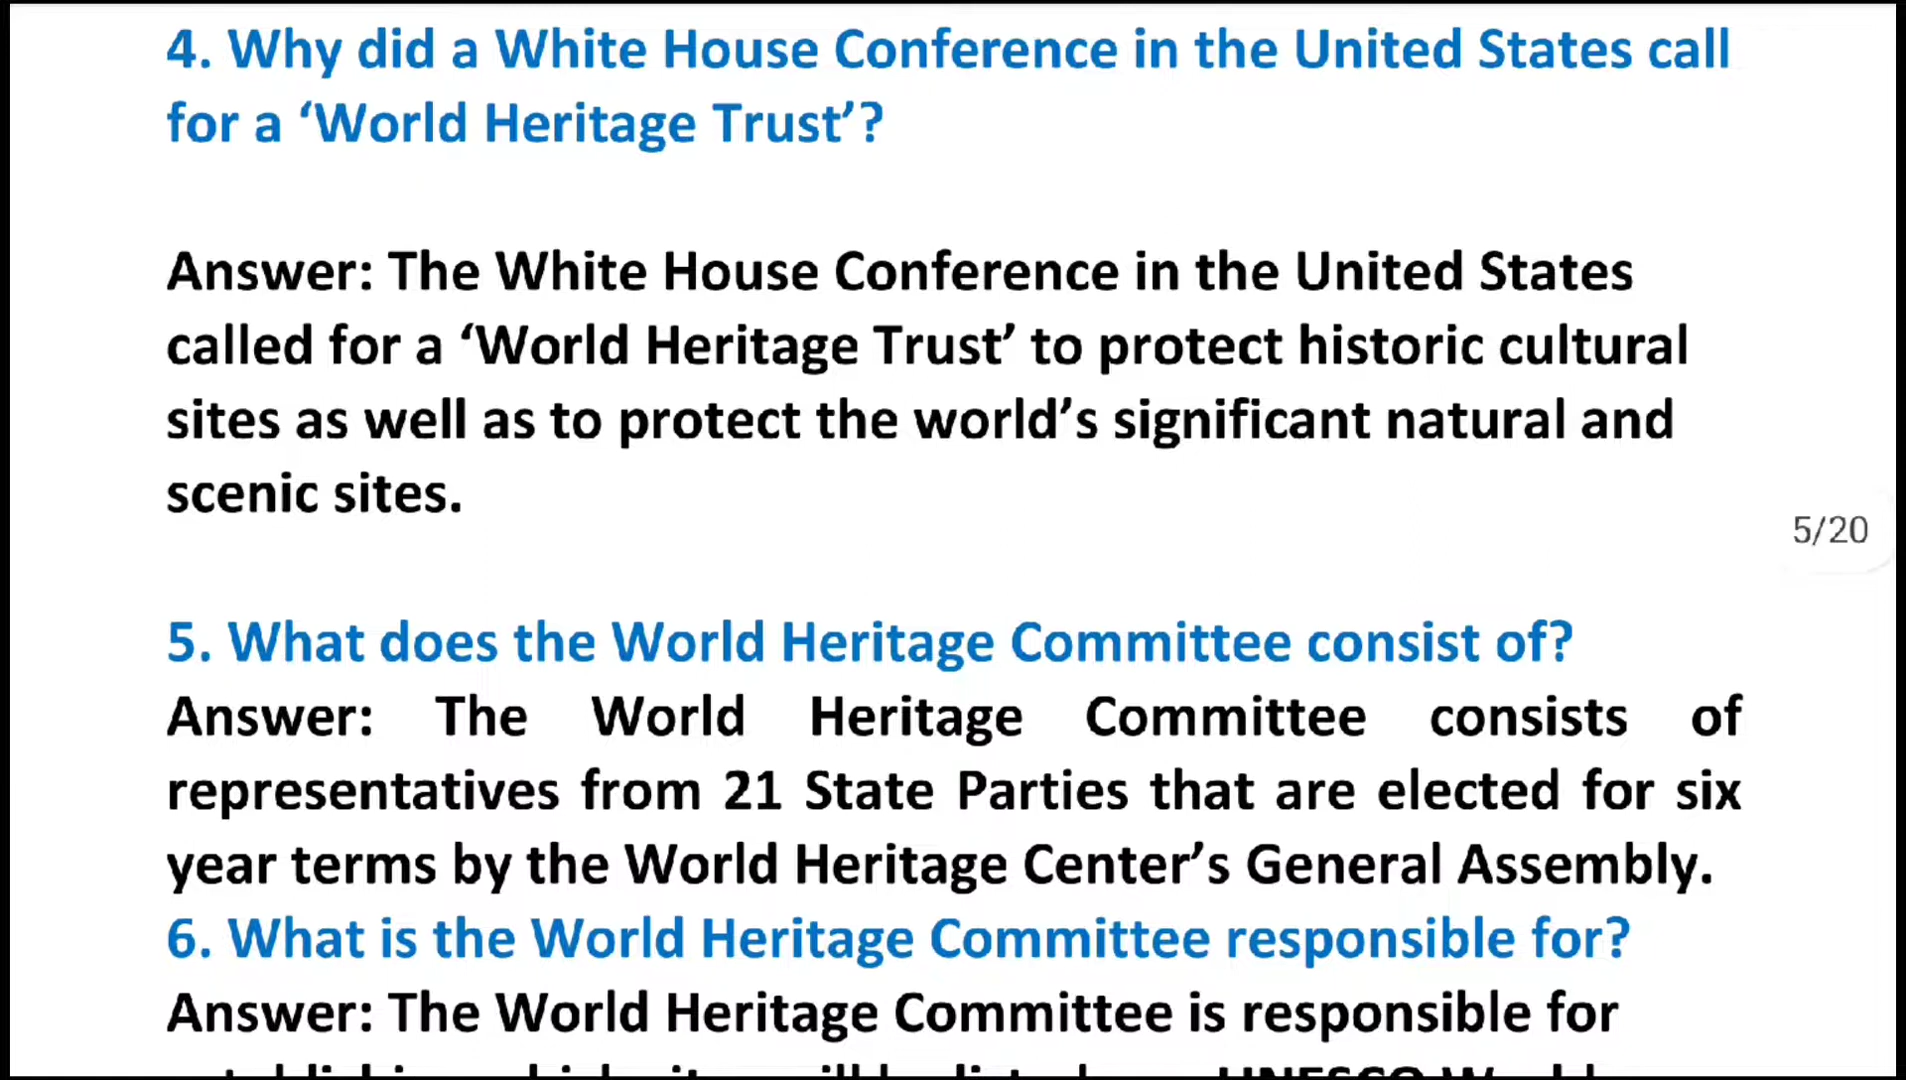 4. Why did a White House Conference in the United States call
for a ‘World Heritage Trust’?
Answer: The White House Conference in the United States
called for a ‘World Heritage Trust’ to protect historic cultural
sites as well as to protect the world’s significant natural and
scenic sites.
5/20
5. What does the World Heritage Committee consist of?
Answer: The World Heritage Committee consists of
representatives from 21 State Parties that are elected for six
year terms by the World Heritage Center’s General Assembly.
6. What is the World Heritage Committee responsible for?
Answer: The World Heritage Committee is responsible for